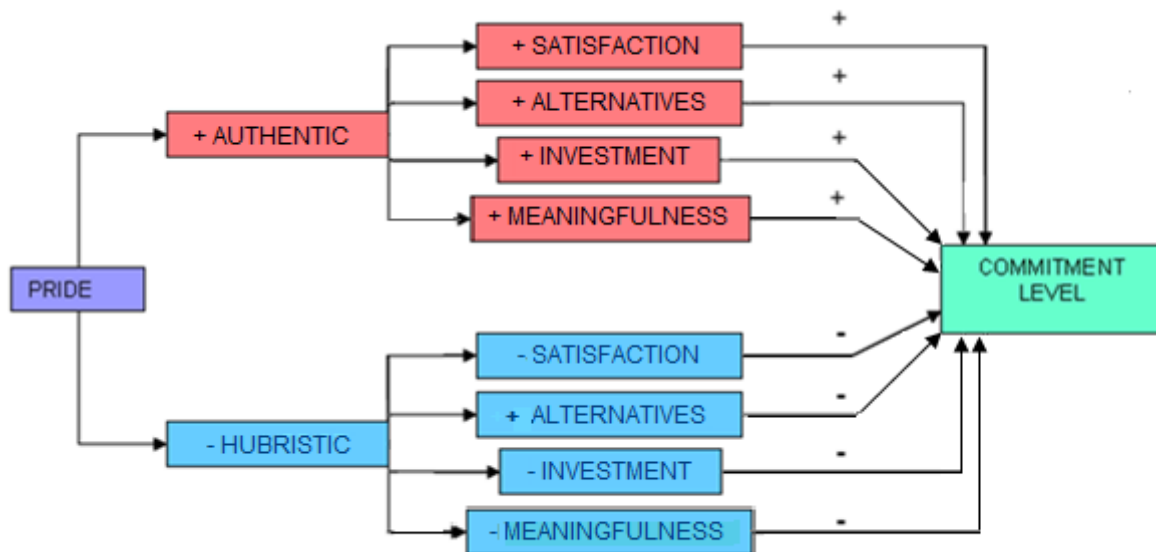 +
+ SATISFACTION
+
+ ALTERNATIVES
+
+ AUTHENTIC
+ INVESTMENT
+
+ MEANINGFULNESS
PRIDE
COMMITMENT
LEVEL
- SATISFACTION
-
+ ALTERNATIVES
-
- HUBRISTIC
- INVESTMENT
-
- MEANINGFULNESS
-